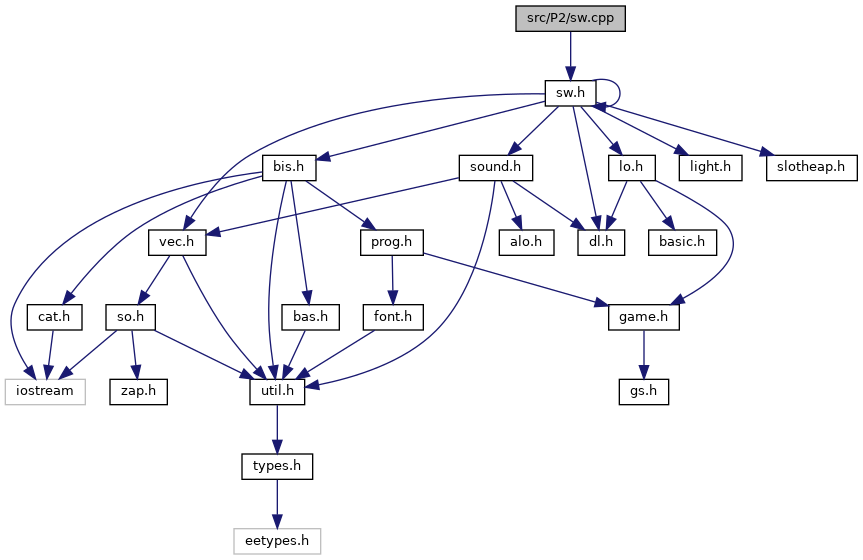 src/P2/sw.cpp
sw.h
bis.h
sound.h
lo.h
light.h
slotheap.h
vec.h
prog.h
alo.h
dl.h
basic.h
cat.h
so.h
bas.h
font.h
game.h
iostream
zap.h
util.h
gs.h
types.h
eetypes.h